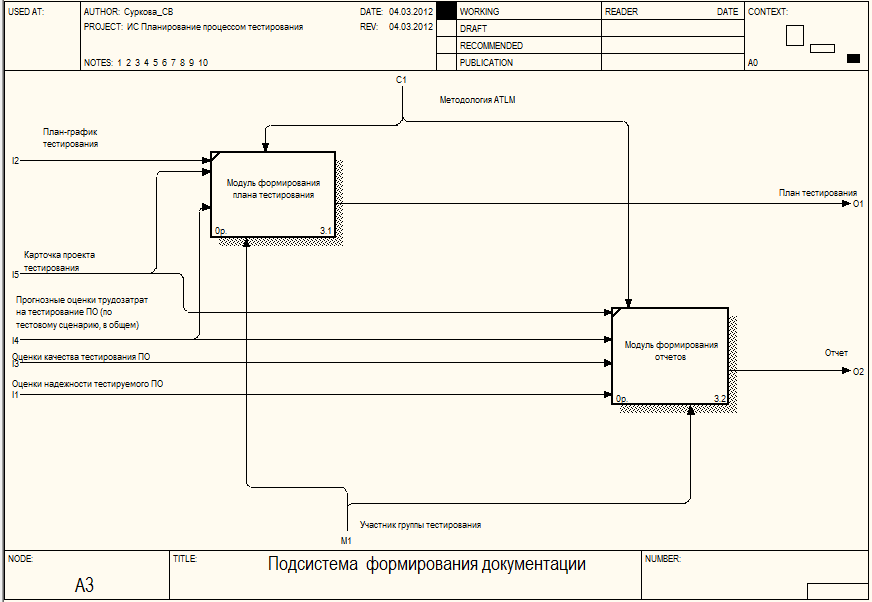 USED AT:
AUTHOR: Суркова_СВ
DATE: 04.03.2012
PROJECT: ИС Планирование процессом тестирования
REV: 04.03.2012
NOTES: 1 2 3 4 5 6 7 8 9 10
WORKING
DRAFT
RECOMMENDED
PUBLICATION
READER
DATE
CONTEXT:
A0
C1
Методология ATLM
План-график
тестирования
I2
Модуль формирования
плана тестирования
0р.
3.1
План тестирования
O1
Карточка проекта
тестирования
I5
Прогнозные оценки трудозатрат
на тестирование ПО (по
тестовому сценарию, в общем)
I4
Оценки качества тестирования ПО
I3
Оценки надежности тестируемого ПО
I1
Модуль формирования
отчетов
0р.
3.2
Отчет
O2
Участник группы тестирования
M1
NODE:
A3
TITLE:
Подсистема формирования документации
NUMBER: